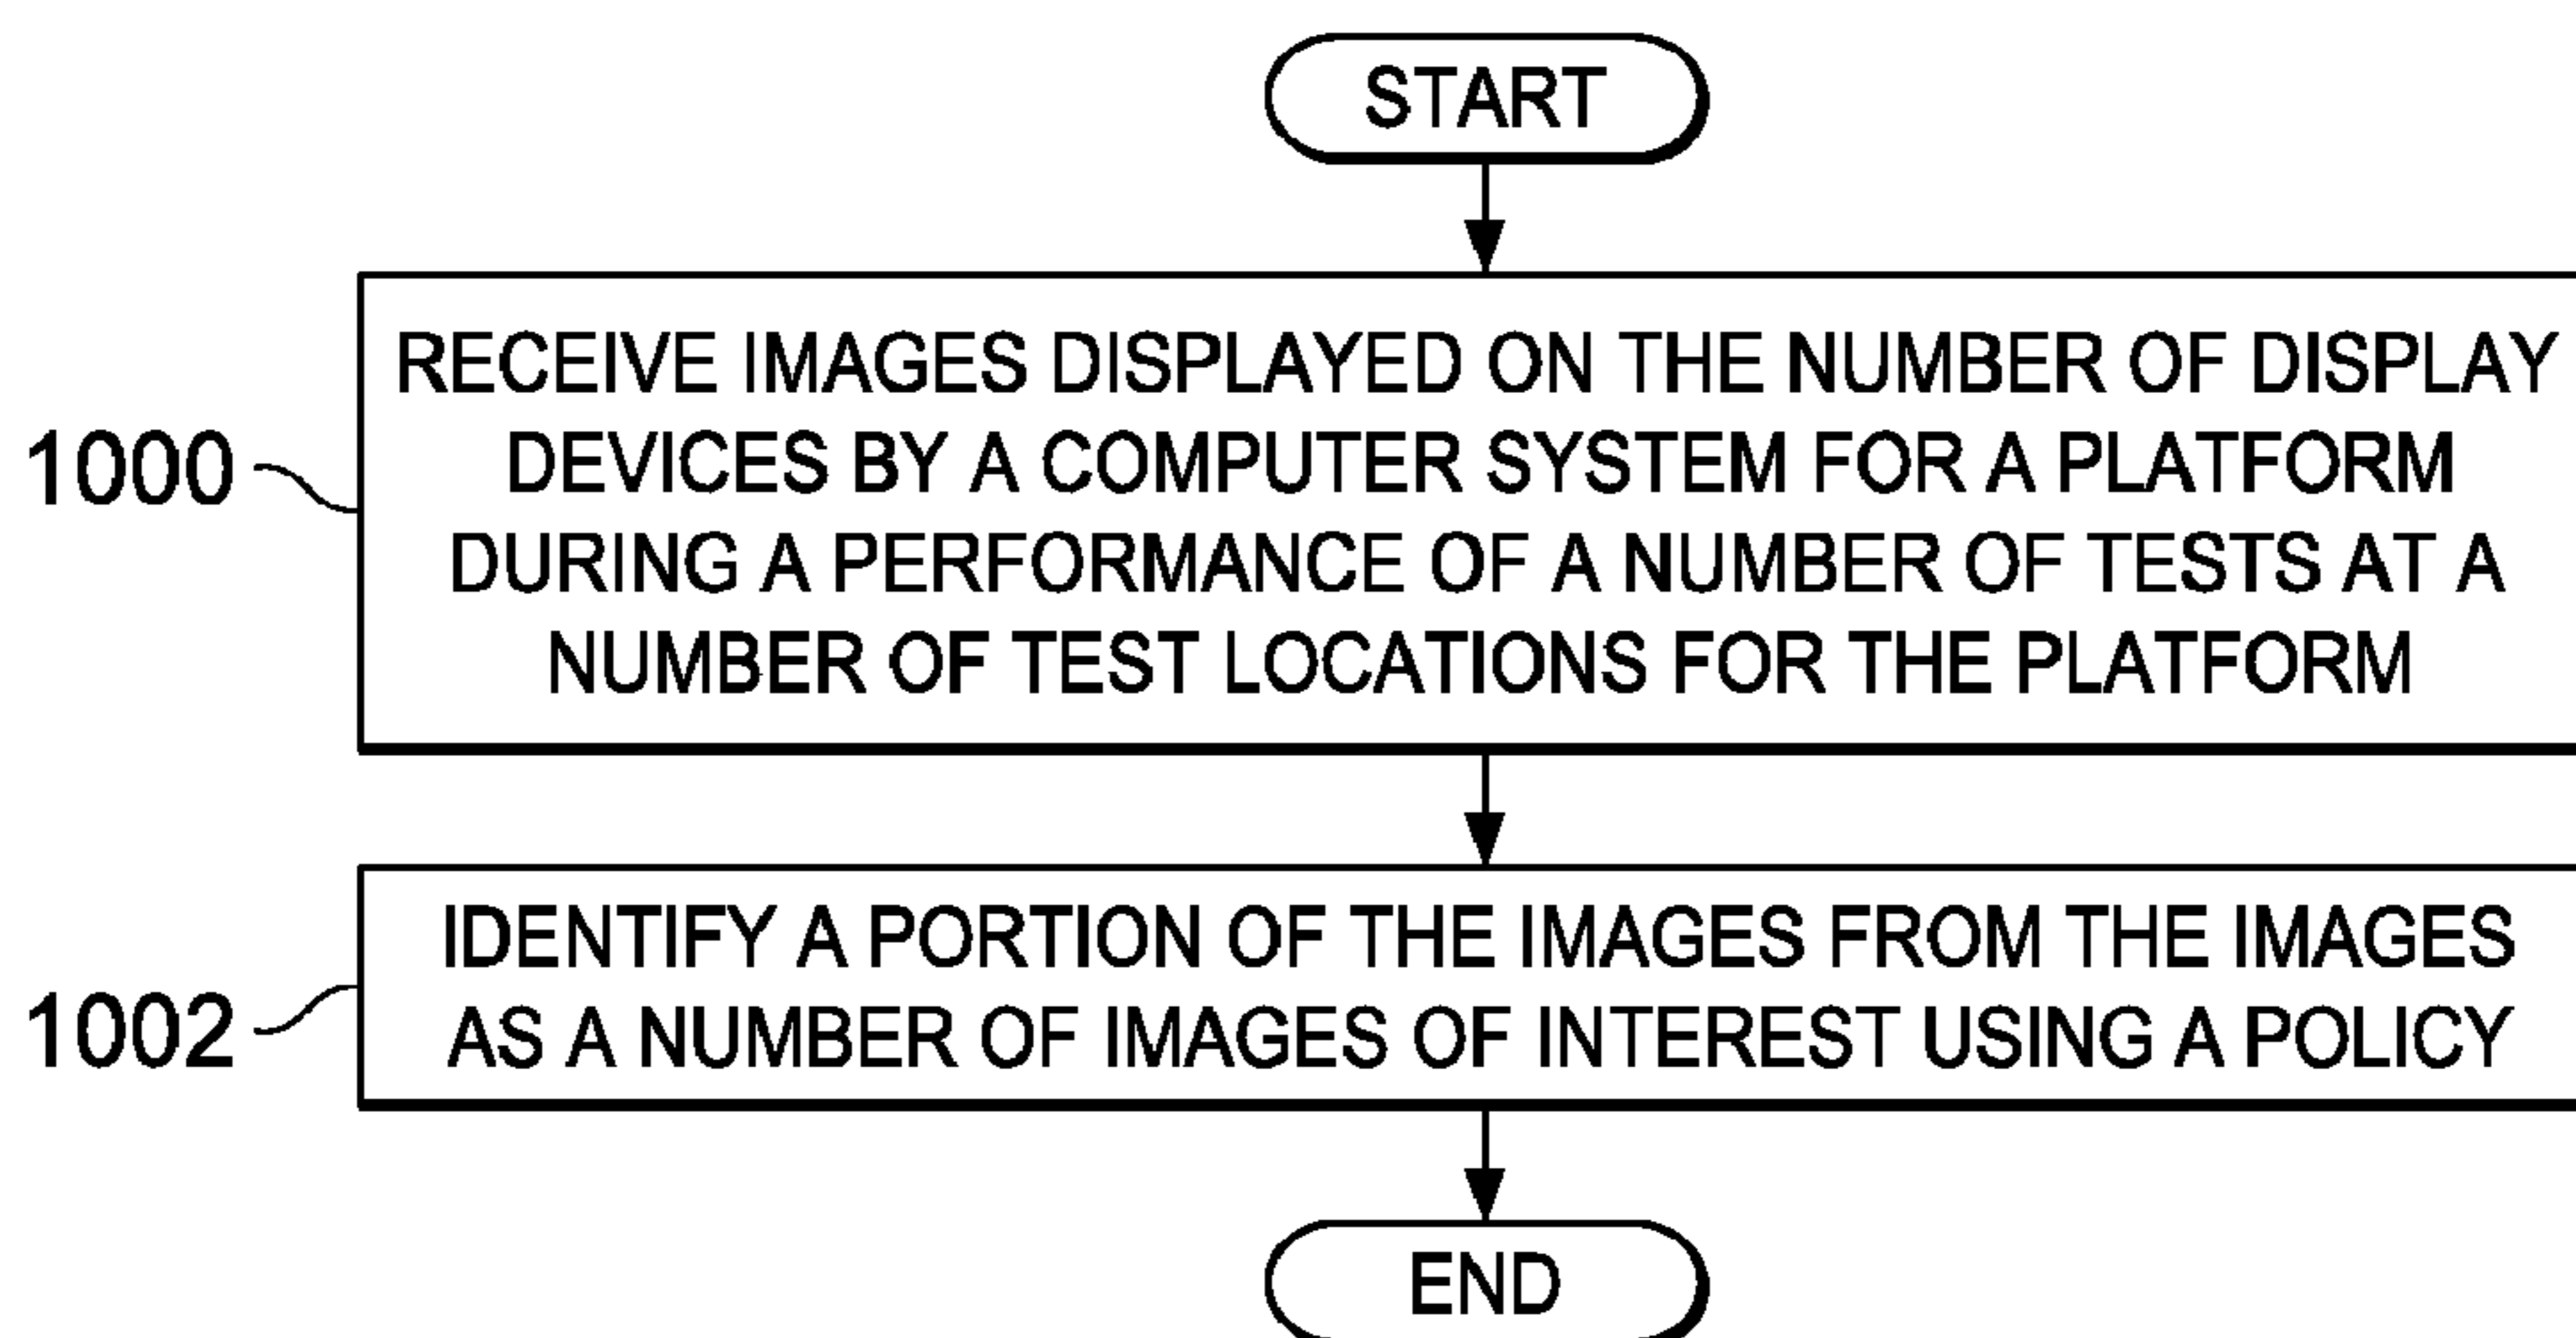 START
RECEIVE IMAGES DISPLAYED ON THE NUMBER OF DISPLAY
DEVICES BY A COMPUTER SYSTEM FOR A PLATFORM
DURING A PERFORMANCE OF A NUMBER OF TESTS AT A
NUMBER OF TEST LOCATIONS FOR THE PLATFORM
1000
IDENTIFY A PORTION OF THE IMAGES FROM THE IMAGES
AS A NUMBER OF IMAGES OF INTEREST USING A POLICY
1002
END